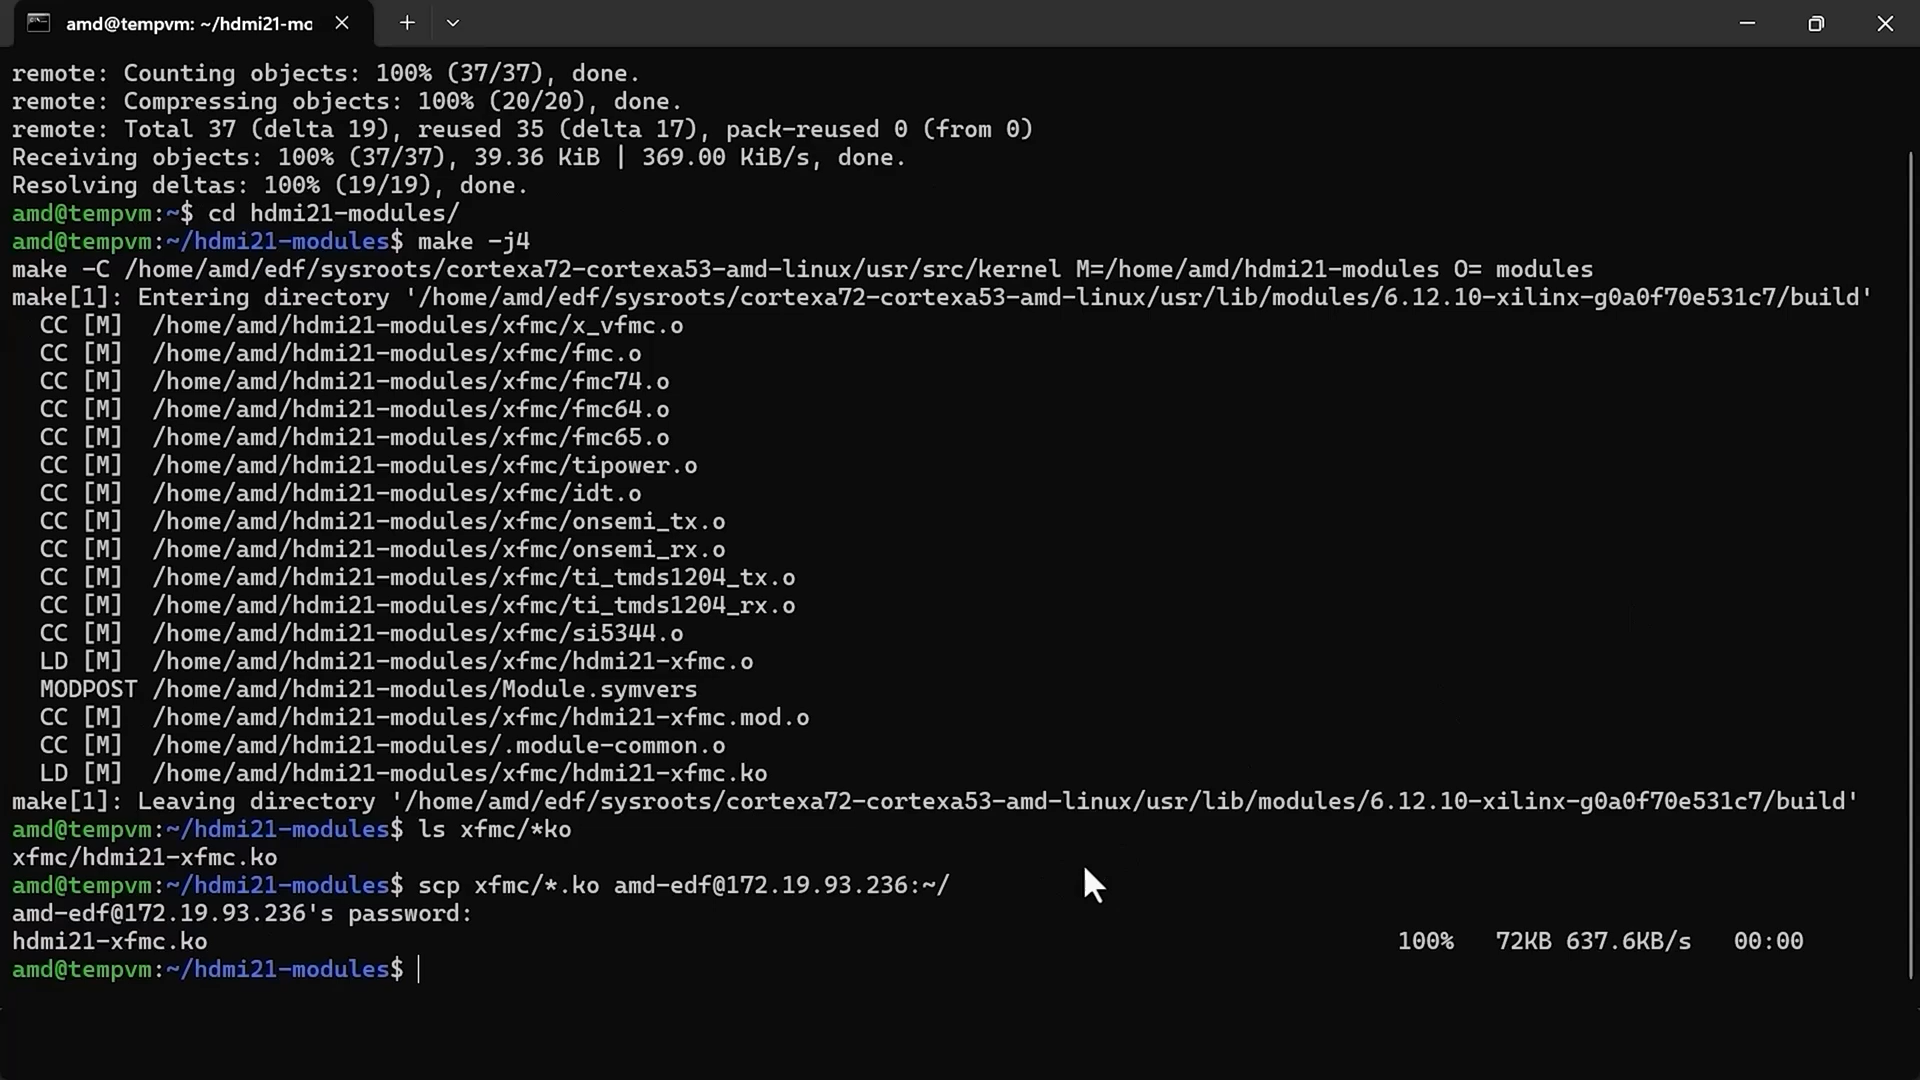 amd@tempvm: ~/hdmi21-mc
remote: Counting objects: 100% (37/37), done.
remote: Compressing objects: 100% (20/20), done.
remote: Total 37 (delta 19), reused 35 (delta 17), pack-reused 0 (from 0)
Receiving objects: 100% (37/37), 39.36 KiB | 369.00 KiB/s, done.
Resolving deltas: 100% (19/19), done.
amd@tempvm:~$ cd hdmi21-modules/
amd@tempvm:~/hdmi21-modules$ make -j4
make -C /home/amd/edf/sysroots/cortexa72-cortexa53-amd-linux/usr/src/kernel M=/home/amd/hdmi21-modules O= modules
make[1]: Entering directory '/home/amd/edf/sysroots/cortexa72-cortexa53-amd-linux/usr/lib/modules/6.12.10-xilinx-g0a0f70e531c7/build'
CC [M] /home/amd/hdmi21-modules/xfmc/x_vfmc.o
CC [M] /home/amd/hdmi21-modules/xfmc/fmc.o
CC [M] /home/amd/hdmi21-modules/xfmc/fmc74.o
CC [M] /home/amd/hdmi21-modules/xfmc/fmc64.o
CC [M] /home/amd/hdmi21-modules/xfmc/fmc65.o
CC [M] /home/amd/hdmi21-modules/xfmc/tipower.o
CC [M] /home/amd/hdmi21-modules/xfmc/idt.o
CC [M] /home/amd/hdmi21-modules/xfmc/onsemi_tx.o
CC [M] /home/amd/hdmi21-modules/xfmc/onsemi_rx.o
CC [M] /home/amd/hdmi21-modules/xfmc/ti_tmds1204_tx.o
CC [M] /home/amd/hdmi21-modules/xfmc/ti_tmds1204_rx.o
CC [M] /home/amd/hdmi21-modules/xfmc/si5344.o
LD [M] /home/amd/hdmi21-modules/xfmc/hdmi21-xfmc.o
MODPOST /home/amd/hdmi21-modules/Module.symvers
CC [M] /home/amd/hdmi21-modules/xfmc/hdmi21-xfmc.mod.o
CC [M] /home/amd/hdmi21-modules/.module-common.o
LD [M] /home/amd/hdmi21-modules/xfmc/hdmi21-xfmc.ko
make[1]: Leaving directory '/home/amd/edf/sysroots/cortexa72-cortexa53-amd-linux/usr/lib/modules/6.12.10-xilinx-g0a0f70e531c7/build'
amd@tempvm:~/hdmi21-modules$ ls xfmc/*ko
xfmc/hdmi21-xfmc.ko
amd@tempvm:~/hdmi21-modules$ scp xfmc/*.ko amd-edf@172.19.93.236:~/
amd-edf@172.19.93.236's password:
hdmi21-xfmc.ko 100% 72KB 637.6KB/s 00:00
amd@tempvm:~/hdmi21-modules$